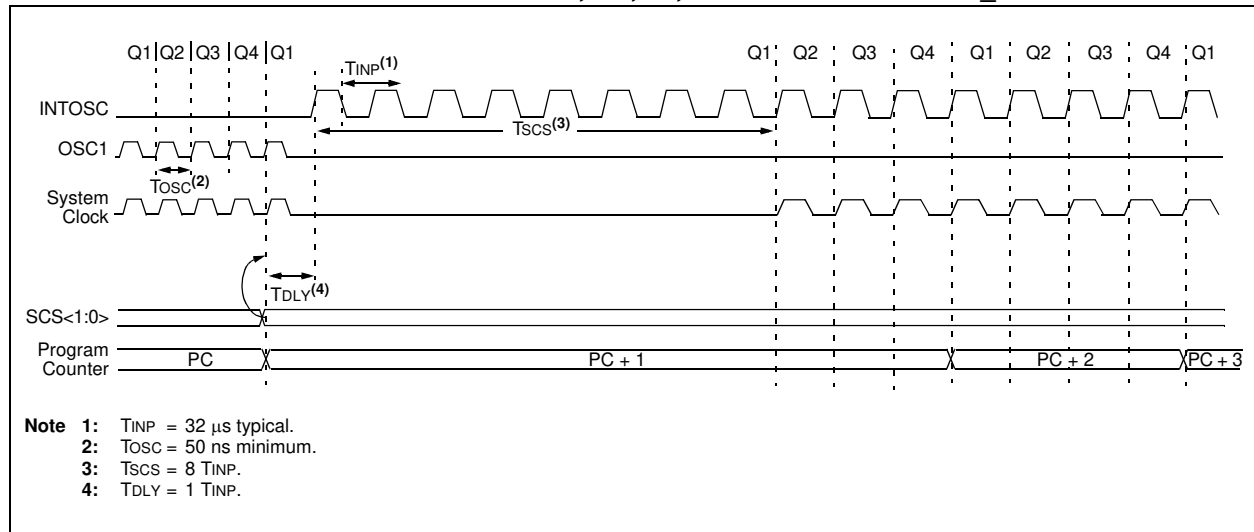 Q1 Q2 Q3 Q4 Q1
Q1 Q2 Q3 Q4 Q1 Q2 Q3 Q4 Q1
TINP(1)
INTOSC
TSCS(3)
OSC1
TOSC(2)
System
Clock
TDLY(4)
SCS<1:0>
Program
Counter
PC
PC + 1
PC + 2
PC + 3
Note 1: TINP = 32 μs typical.
2: TOSC = 50 ns minimum.
3: TSCS = 8 TINP.
4: TDLY = 1 TINP.